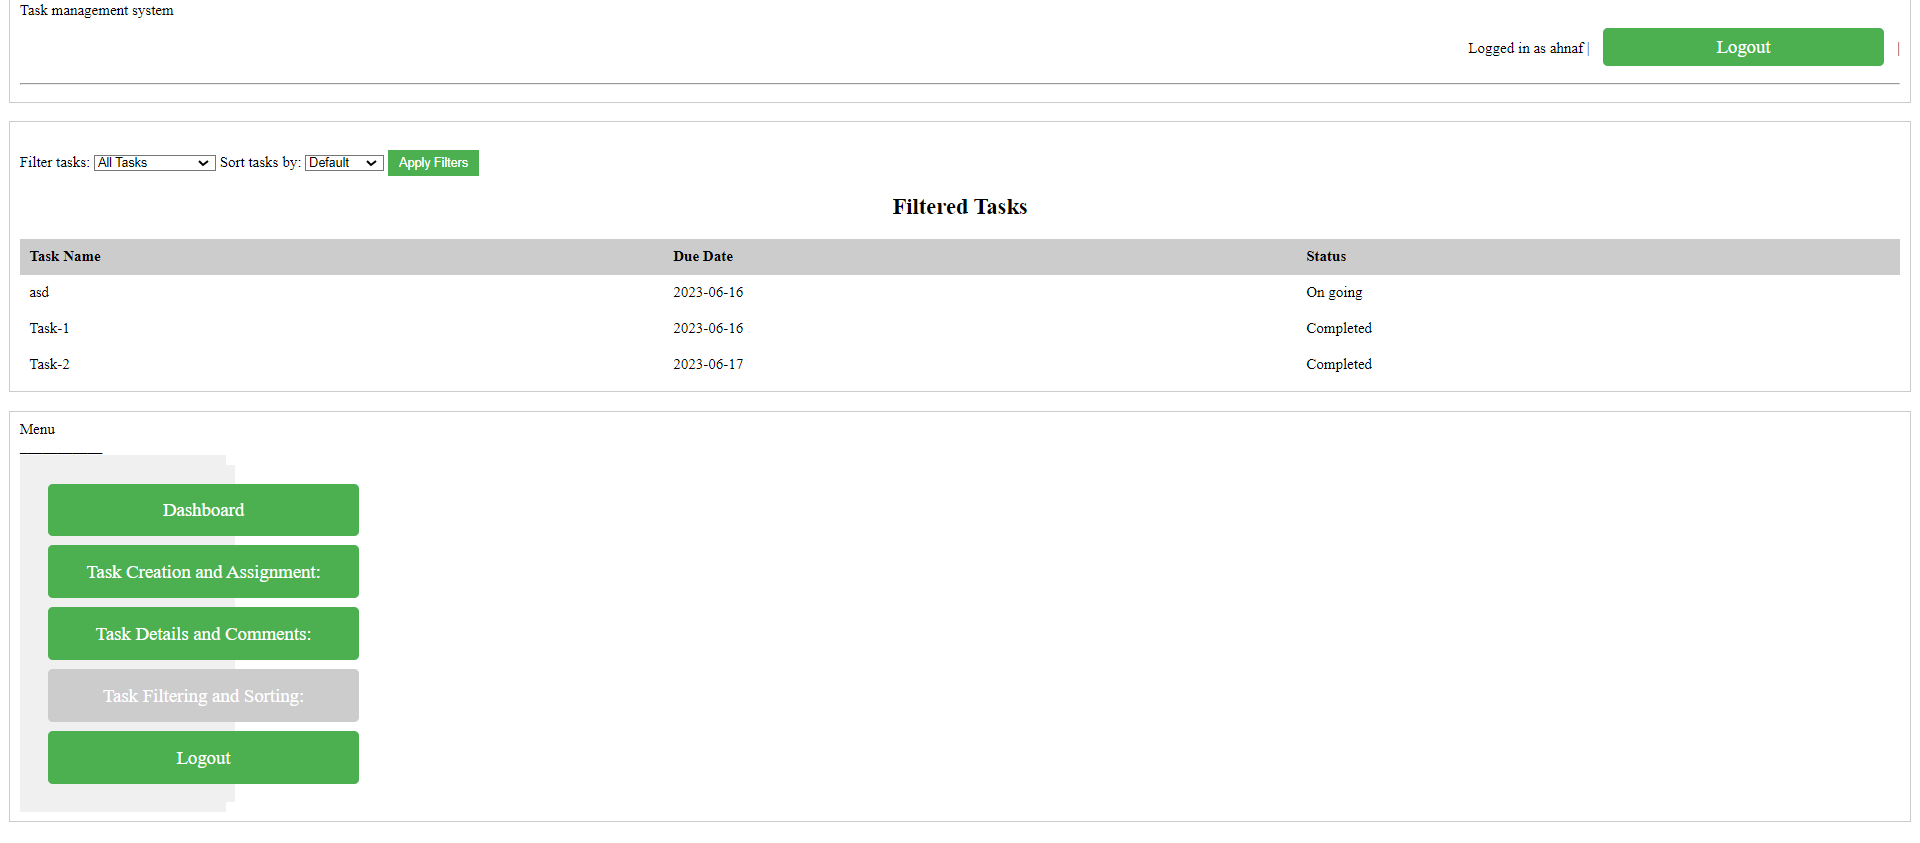 Task management system
Logged in as ahnaf | Logout |
Filter tasks: All Tasks Sort tasks by: Default Apply Filters
Filtered Tasks
Task Name Due Date Status
asd 2023-06-16 On going
Task-1 2023-06-16 Completed
Task-2 2023-06-17 Completed
Menu
Dashboard
Task Creation and Assignment:
Task Details and Comments:
Task Filtering and Sorting:
Logout